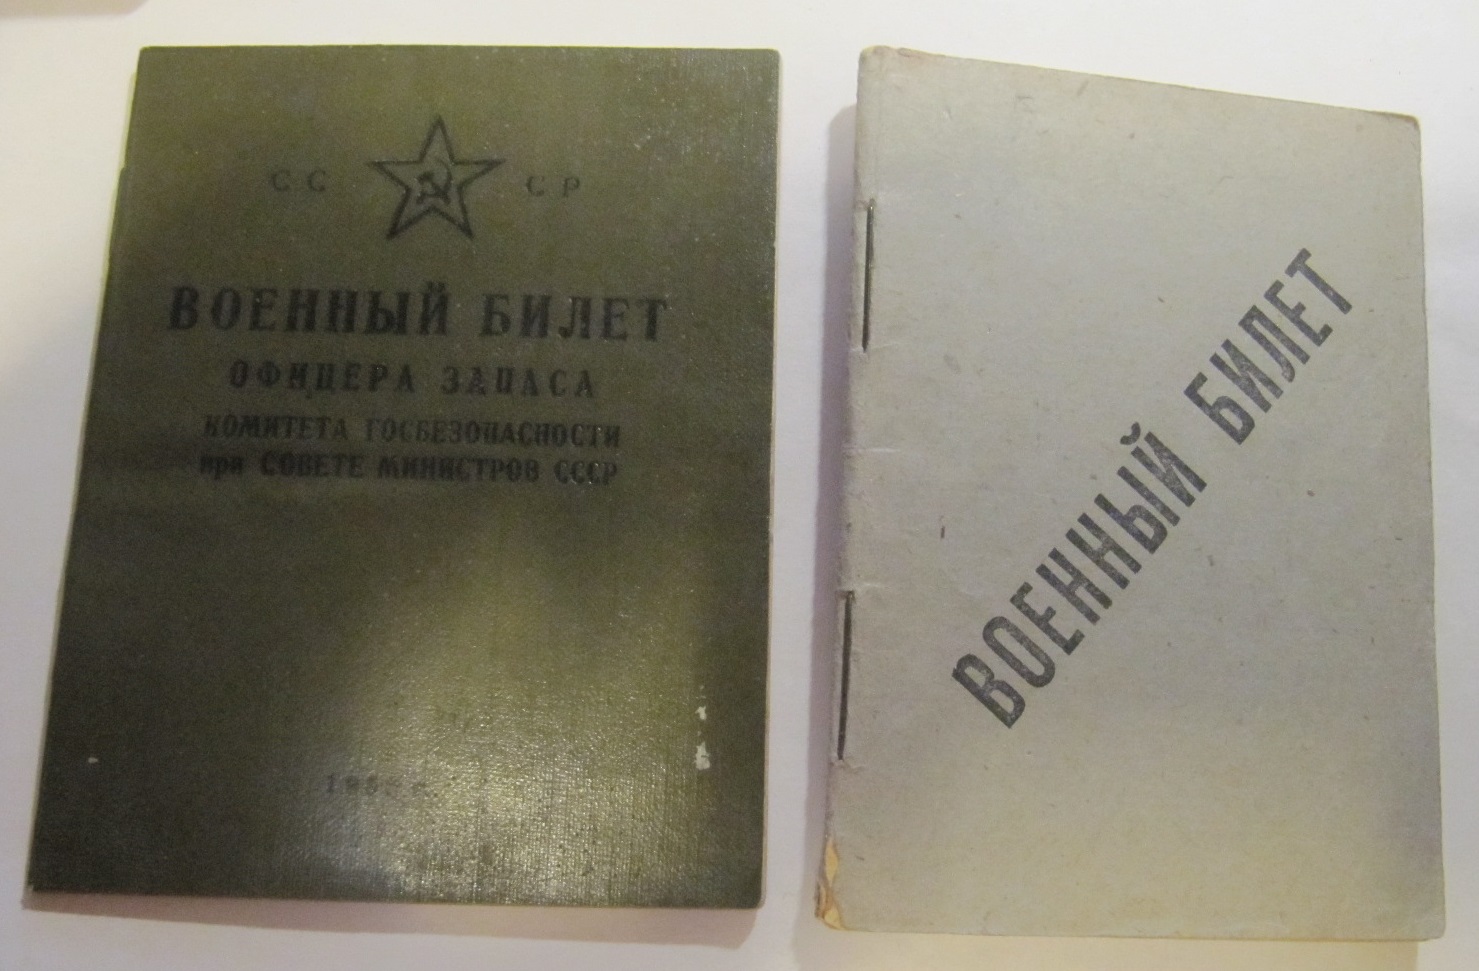 СС СР
ВОЕННЫЙ БИЛЕТ
ОФИЦЕРА ЗАПАСА
КОМИТЕТА ГОСБЕЗОПАСНОСТИ
при СОВЕТЕ МИНИСТРОВ СССР
ВОЕННЫЙ БИЛЕТ